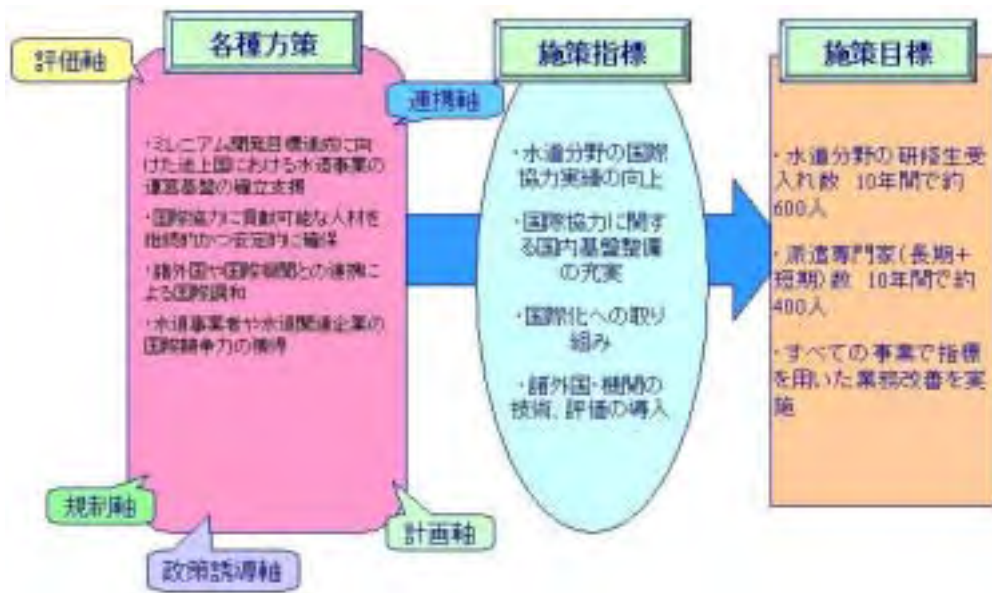 各種方策
評価軸
連携軸
・ミレニアム開発目標達成に向
けた途上国における水道事業の
運営基盤の確立支援
・国際協力に貢献可能な人材を
継続的かつ安定的に確保
・諸外国や国際機関との連携に
よる国際調和
・水道事業者や水道関連企業の
国際競争力の獲得
規制軸
政策誘導軸
計画軸
施策指標
・水道分野の国際
協力実績の向上
・国際協力に関す
る国内基盤整備
の充実
・国際化への取り
組み
・諸外国・機関の
技術、評価の導入
施策目標
・水道分野の研修生受
入れ数 10年間で約
600人
・派遣専門家(長期+
短期)数 10年間で約
400人
・すべての事業で指標
を用いた業務改善を実
施